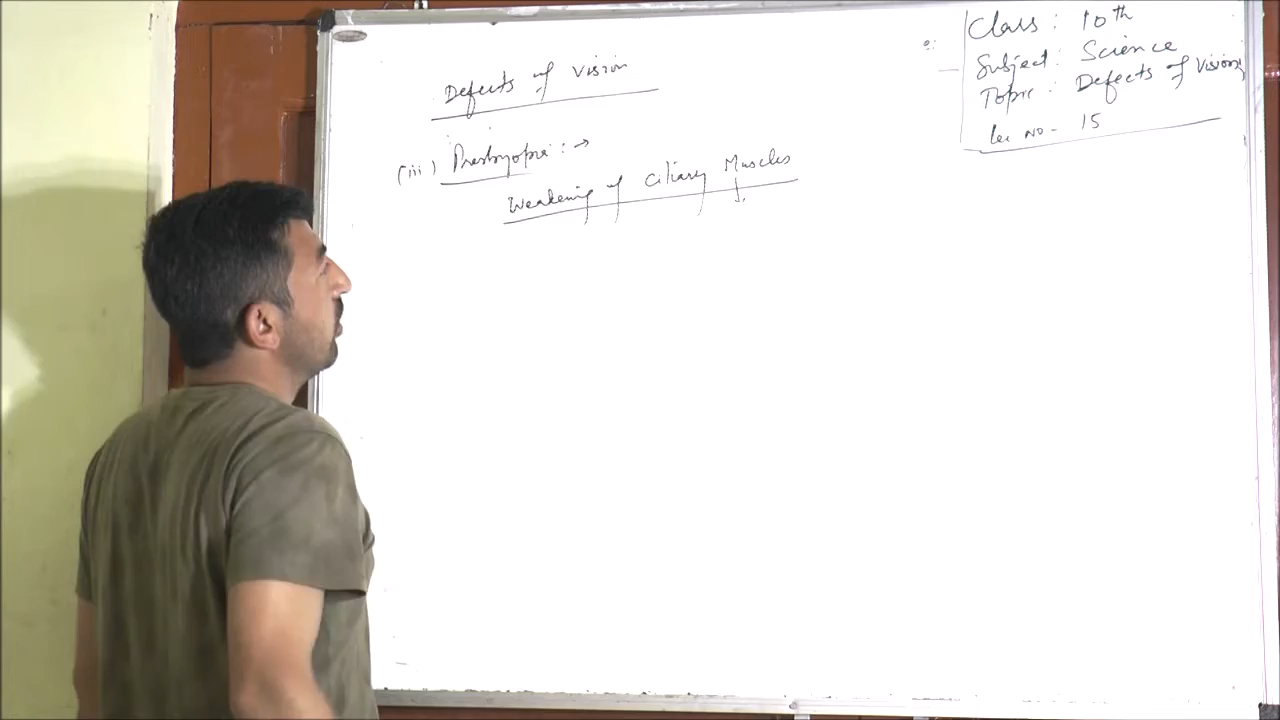 Defects of vision
(iii) Presbyopia : →
Weakening of Ciliary Muscles
Class : 10th
Subject : Science
Topic : Defects of Visions
Lec no - 15